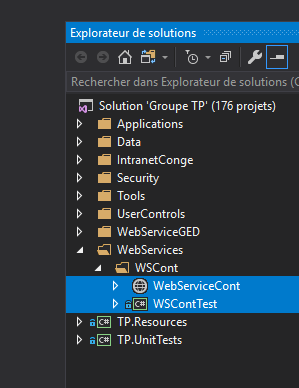 Explorateur de solutions
Rechercher dans Explorateur de solutions (
Solution 'Groupe TP' (176 projets)
Applications
Data
IntranetConge
Security
Tools
UserControls
WebServiceGED
WebServices
WSCont
WebServiceCont
C# WSContTest
C# TP.Resources
C# TP.UnitTests